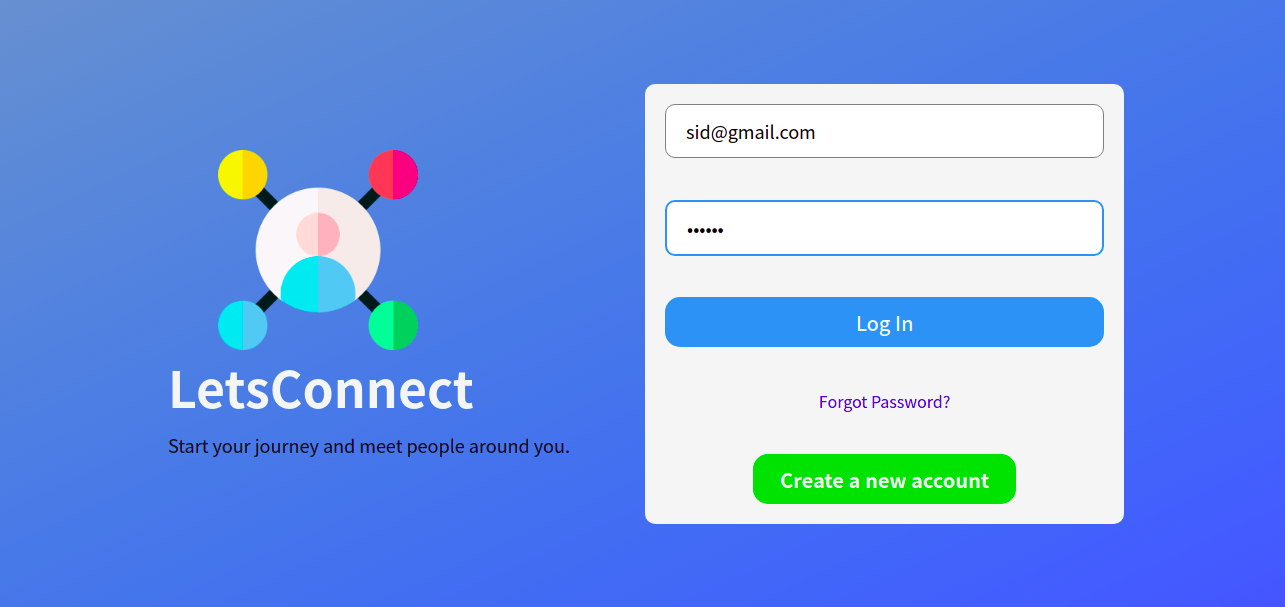 LetsConnect
Start your journey and meet people around you.
sid@gmail.com
••••••
Log In
Forgot Password?
Create a new account